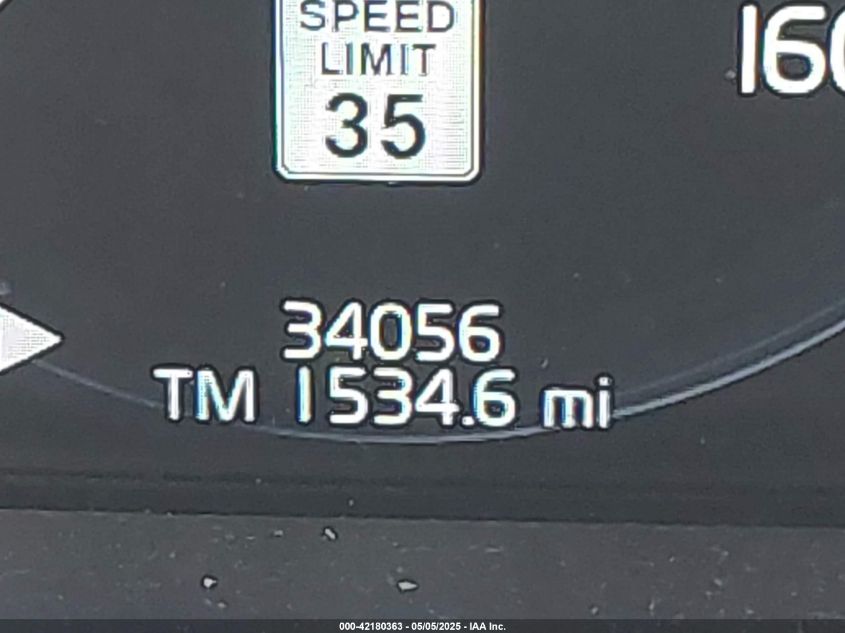 SPEED
LIMIT
35
34056
TM 1534.6 mi
000-42180363 - 05/05/2025 - IAA Inc.